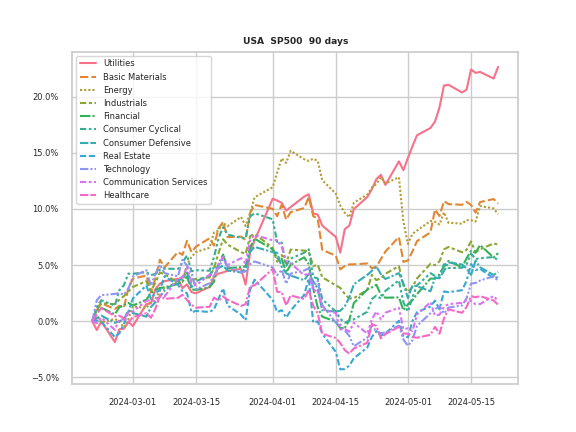 USA SP500 90 days
Utilities
Basic Materials
Energy
Industrials
Financial
Consumer Cyclical
Consumer Defensive
Real Estate
Technology
Communication Services
Healthcare
20.0%
15.0%
10.0%
5.0%
0.0%
−5.0%
2024-03-01 2024-03-15 2024-04-01 2024-04-15 2024-05-01 2024-05-15